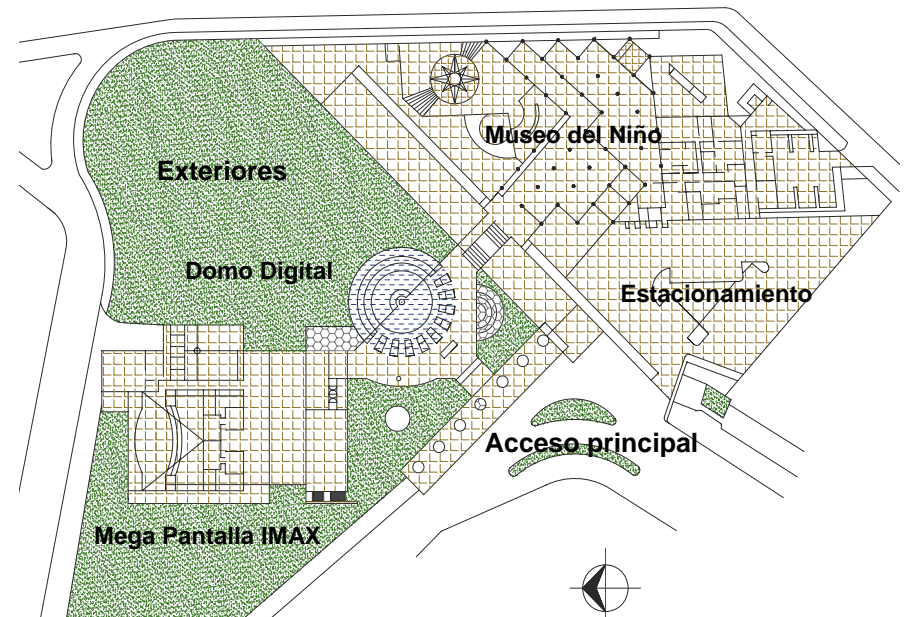 Museo del Niño
Exteriores
Domo Digital
Estacionamiento
Acceso principal
Mega Pantalla IMAX